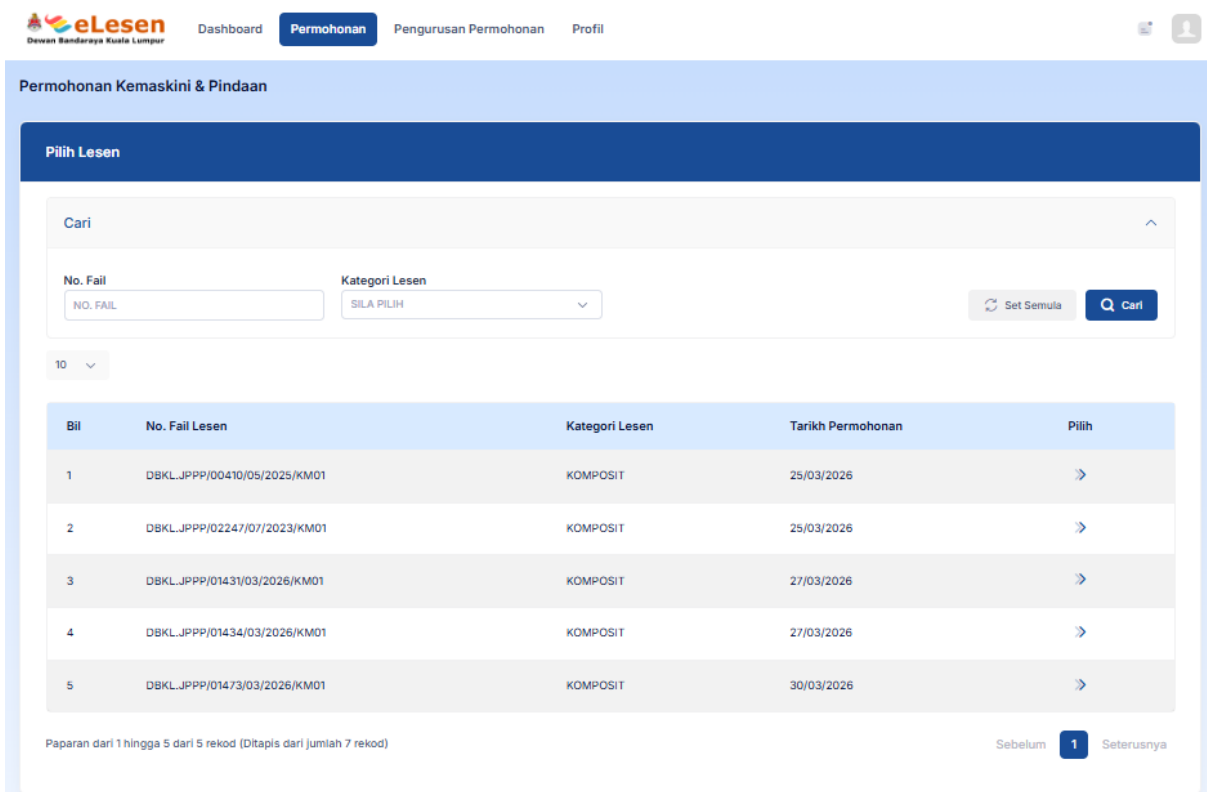 eLesen
Dewan Bandaraya Kuala Lumpur
Dashboard Permohonan Pengurusan Permohonan Profil
Permohonan Kemaskini & Pindaan
Pilih Lesen
Cari
No. Fail Kategori Lesen
NO. FAIL SILA PILIH Set Semula Cari
10
Bil No. Fail Lesen Kategori Lesen Tarikh Permohonan Pilih
1 DBKL.JPPP/00410/05/2025/KM01 KOMPOSIT 25/03/2026
2 DBKL.JPPP/02247/07/2023/KM01 KOMPOSIT 25/03/2026
3 DBKL.JPPP/01431/03/2026/KM01 KOMPOSIT 27/03/2026
4 DBKL.JPPP/01434/03/2026/KM01 KOMPOSIT 27/03/2026
5 DBKL.JPPP/01473/03/2026/KM01 KOMPOSIT 30/03/2026
Paparan dari 1 hingga 5 dari 5 rekod (Ditapis dari jumlah 7 rekod) Sebelum 1 Seterusnya